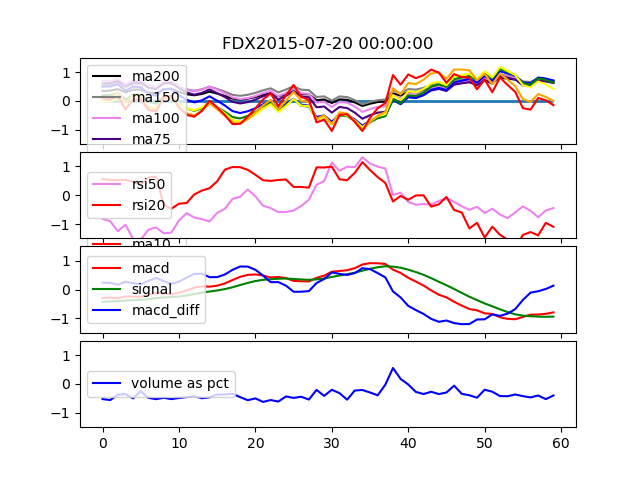 FDX2015-07-20 00:00:00
1
0
−1
ma200
ma150
ma100
ma75
1
0
−1
rsi50
rsi20
ma10
1
0
−1
macd
signal
macd_diff
1
0
−1
volume as pct
0 10 20 30 40 50 60